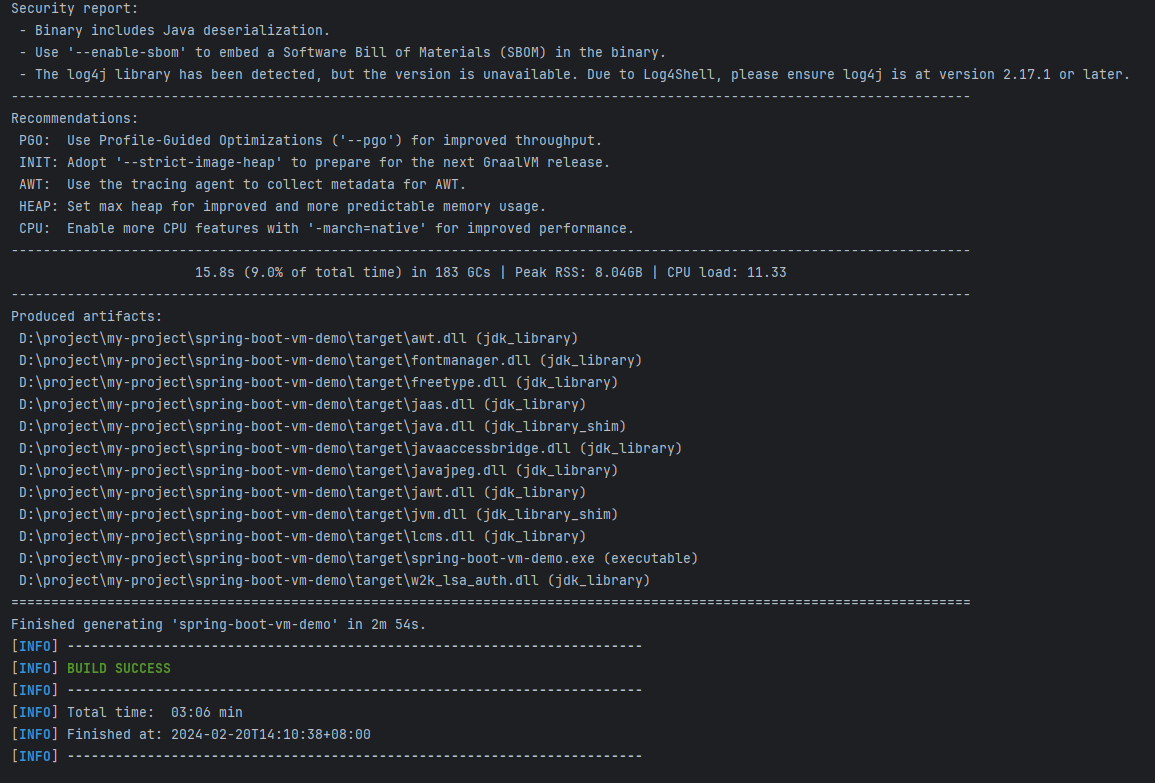 Security report:
 - Binary includes Java deserialization.
 - Use '--enable-sbom' to embed a Software Bill of Materials (SBOM) in the binary.
 - The log4j library has been detected, but the version is unavailable. Due to Log4Shell, please ensure log4j is at version 2.17.1 or later.
------------------------------------------------------------------------------------------------------------------------
Recommendations:
 PGO:  Use Profile-Guided Optimizations ('--pgo') for improved throughput.
 INIT: Adopt '--strict-image-heap' to prepare for the next GraalVM release.
 AWT:  Use the tracing agent to collect metadata for AWT.
 HEAP: Set max heap for improved and more predictable memory usage.
 CPU:  Enable more CPU features with '-march=native' for improved performance.
------------------------------------------------------------------------------------------------------------------------
                       15.8s (9.0% of total time) in 183 GCs | Peak RSS: 8.04GB | CPU load: 11.33
------------------------------------------------------------------------------------------------------------------------
Produced artifacts:
 D:\project\my-project\spring-boot-vm-demo\target\awt.dll (jdk_library)
 D:\project\my-project\spring-boot-vm-demo\target\fontmanager.dll (jdk_library)
 D:\project\my-project\spring-boot-vm-demo\target\freetype.dll (jdk_library)
 D:\project\my-project\spring-boot-vm-demo\target\jaas.dll (jdk_library)
 D:\project\my-project\spring-boot-vm-demo\target\java.dll (jdk_library_shim)
 D:\project\my-project\spring-boot-vm-demo\target\javaaccessbridge.dll (jdk_library)
 D:\project\my-project\spring-boot-vm-demo\target\javajpeg.dll (jdk_library)
 D:\project\my-project\spring-boot-vm-demo\target\jawt.dll (jdk_library)
 D:\project\my-project\spring-boot-vm-demo\target\jvm.dll (jdk_library_shim)
 D:\project\my-project\spring-boot-vm-demo\target\lcms.dll (jdk_library)
 D:\project\my-project\spring-boot-vm-demo\target\spring-boot-vm-demo.exe (executable)
 D:\project\my-project\spring-boot-vm-demo\target\w2k_lsa_auth.dll (jdk_library)
========================================================================================================================
Finished generating 'spring-boot-vm-demo' in 2m 54s.
[INFO] ------------------------------------------------------------------------
[INFO] BUILD SUCCESS
[INFO] ------------------------------------------------------------------------
[INFO] Total time:  03:06 min
[INFO] Finished at: 2024-02-20T14:10:38+08:00
[INFO] ------------------------------------------------------------------------